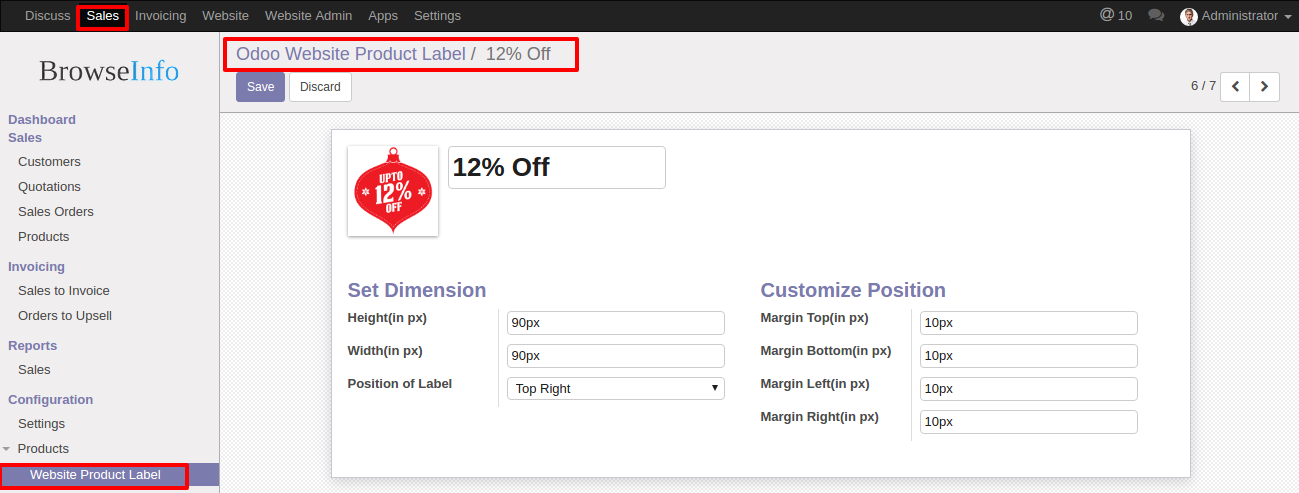 Discuss Sales Invoicing Website Website Admin Apps Settings @ 10 Administrator
BrowseInfo
Odoo Website Product Label / 12% Off
Save Discard
6 / 7
Dashboard
Sales
Customers
Quotations
Sales Orders
Products
Invoicing
Sales to Invoice
Orders to Upsell
Reports
Sales
Configuration
Settings
Products
Website Product Label
UPTO
12%
OFF
12% Off
Set Dimension
Height(in px) 90px
Width(in px) 90px
Position of Label Top Right
Customize Position
Margin Top(in px) 10px
Margin Bottom(in px) 10px
Margin Left(in px) 10px
Margin Right(in px) 10px